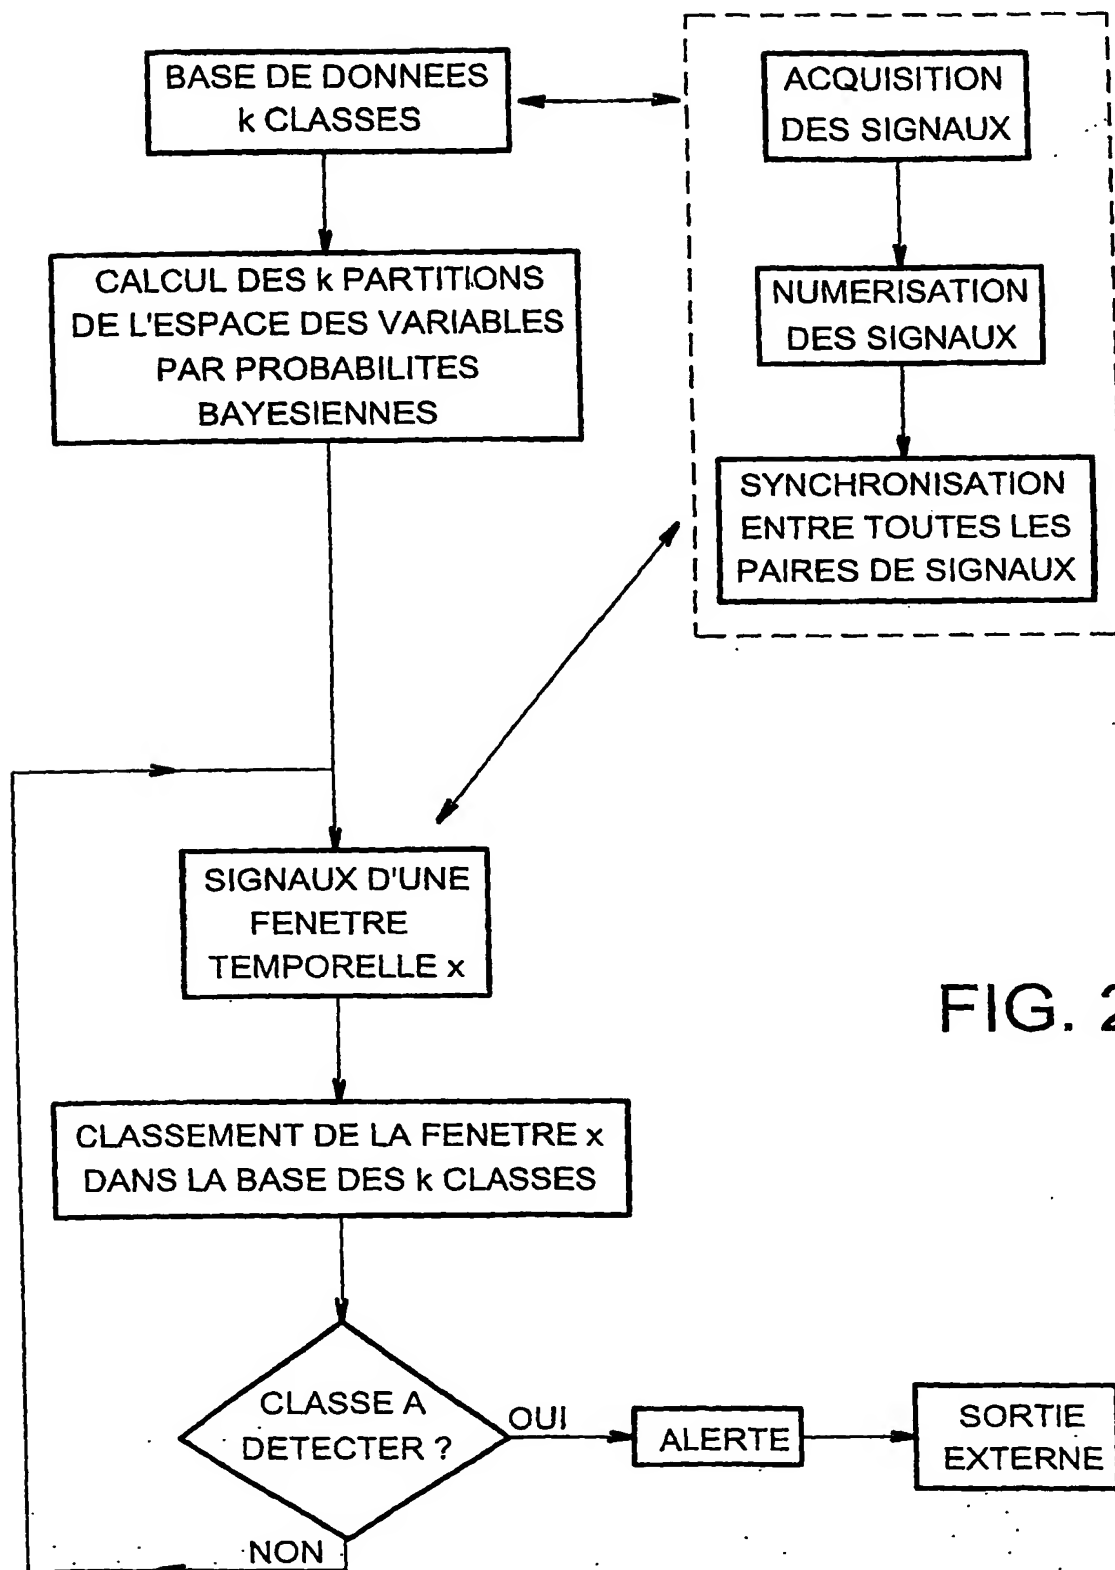 BASE DE DONNEES
k CLASSES
ACQUISITION
DES SIGNAUX
CALCUL DES k PARTITIONS
DE L'ESPACE DES VARIABLES
PAR PROBABILITES
BAYESIENNES
NUMERISATION
DES SIGNAUX
SYNCHRONISATION
ENTRE TOUTES LES
PAIRES DE SIGNAUX
SIGNAUX D'UNE
FENETRE
TEMPORELLE x
FIG. 2
CLASSEMENT DE LA FENETRE x
DANS LA BASE DES k CLASSES
CLASSE A
DETECTER ?
OUI
ALERTE
SORTIE
EXTERNE
NON